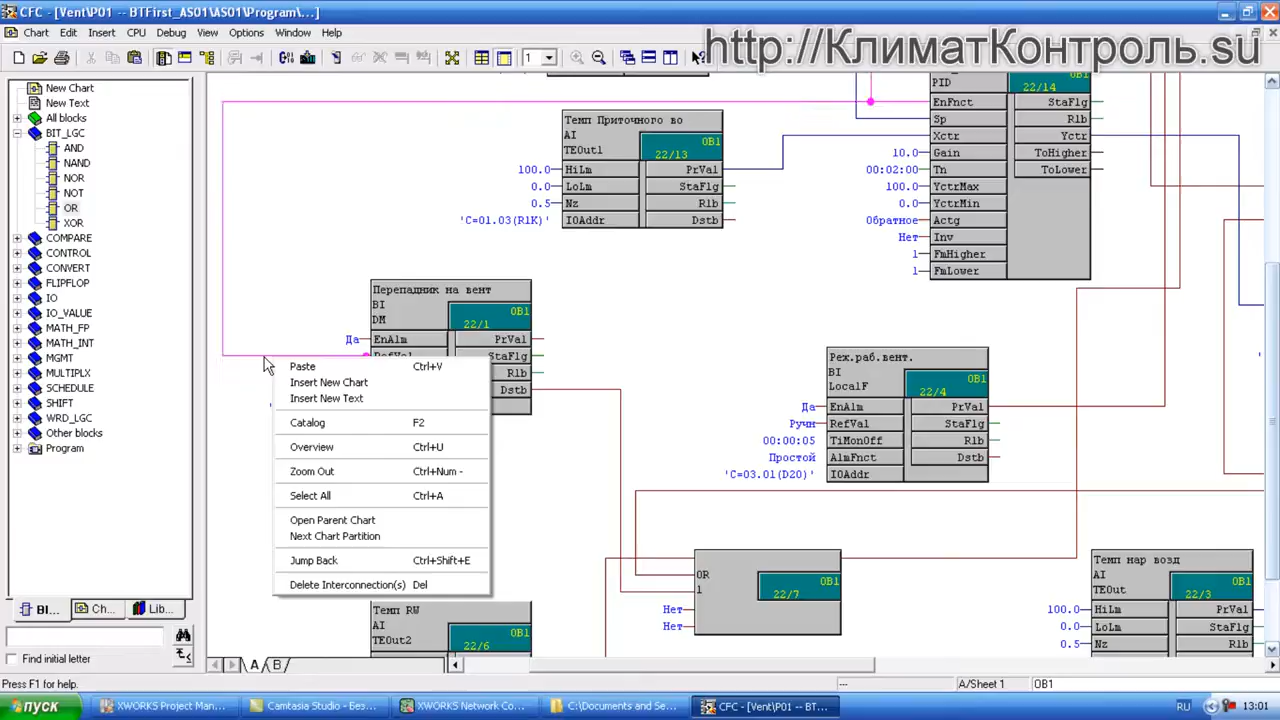 CFC - [Vent\P01 -- BTFirst_AS01\AS01\Program\...]
Chart Edit Insert CPU Debug View Options Window Help
http://КлиматКонтроль.su
1
New Chart
New Text
All blocks
BIT_LGC
AND
NAND
NOR
NOT
OR
XOR
COMPARE
CONTROL
CONVERT
FLIPFLOP
IO
IO_VALUE
MATH_FP
MATH_INT
MGMT
MULTIPLX
SCHEDULE
SHIFT
WRD_LGC
Other blocks
Program
BI... Ch... Lib...
Find initial letter
Темп Приточного во
AI
TEOut1
OB1
22/13
100.0 HiLm PrVal
0.0 LoLm StaFlg
0.5 Nz Rlb
'C=01.03(R1K)' IOAddr Dstb
PID
OB1
22/14
EnFnct StaFlg
Sp Rlb
Xctr Yctr
10.0 Gain ToHigher
00:02:00 Tn ToLower
100.0 YctrMax
0.0 YctrMin
Обратное Actg
Нет Inv
1 FmHigher
1 FmLower
Перепадник на вент
BI
DM
OB1
22/1
Да EnAlm PrVal
RefVal StaFlg
Rlb
Dstb
Paste Ctrl+V
Insert New Chart
Insert New Text
Catalog F2
Overview Ctrl+U
Zoom Out Ctrl+Num -
Select All Ctrl+A
Open Parent Chart
Next Chart Partition
Jump Back Ctrl+Shift+E
Delete Interconnection(s) Del
Реж.раб.вент.
BI
LocalF
OB1
22/4
Да EnAlm PrVal
Ручн RefVal StaFlg
00:00:05 TiMonOff Rlb
Простой AlmFnct Dstb
'C=03.01(D20)' IOAddr
OR
1
OB1
22/7
Нет
Нет
Темп RW
AI
TEOut2
OB1
22/6
Темп нар возд
AI
TEOut
OB1
22/3
100.0 HiLm PrVal
0.0 LoLm StaFlg
0.5 Nz Rlb
A B
Press F1 for help. --- A/Sheet 1 OB1
пуск XWORKS Project Man... Camtasia Studio - Без... XWORKS Network Co... C:\Documents and Se... CFC - [Vent\P01 -- BT... RU 13:01